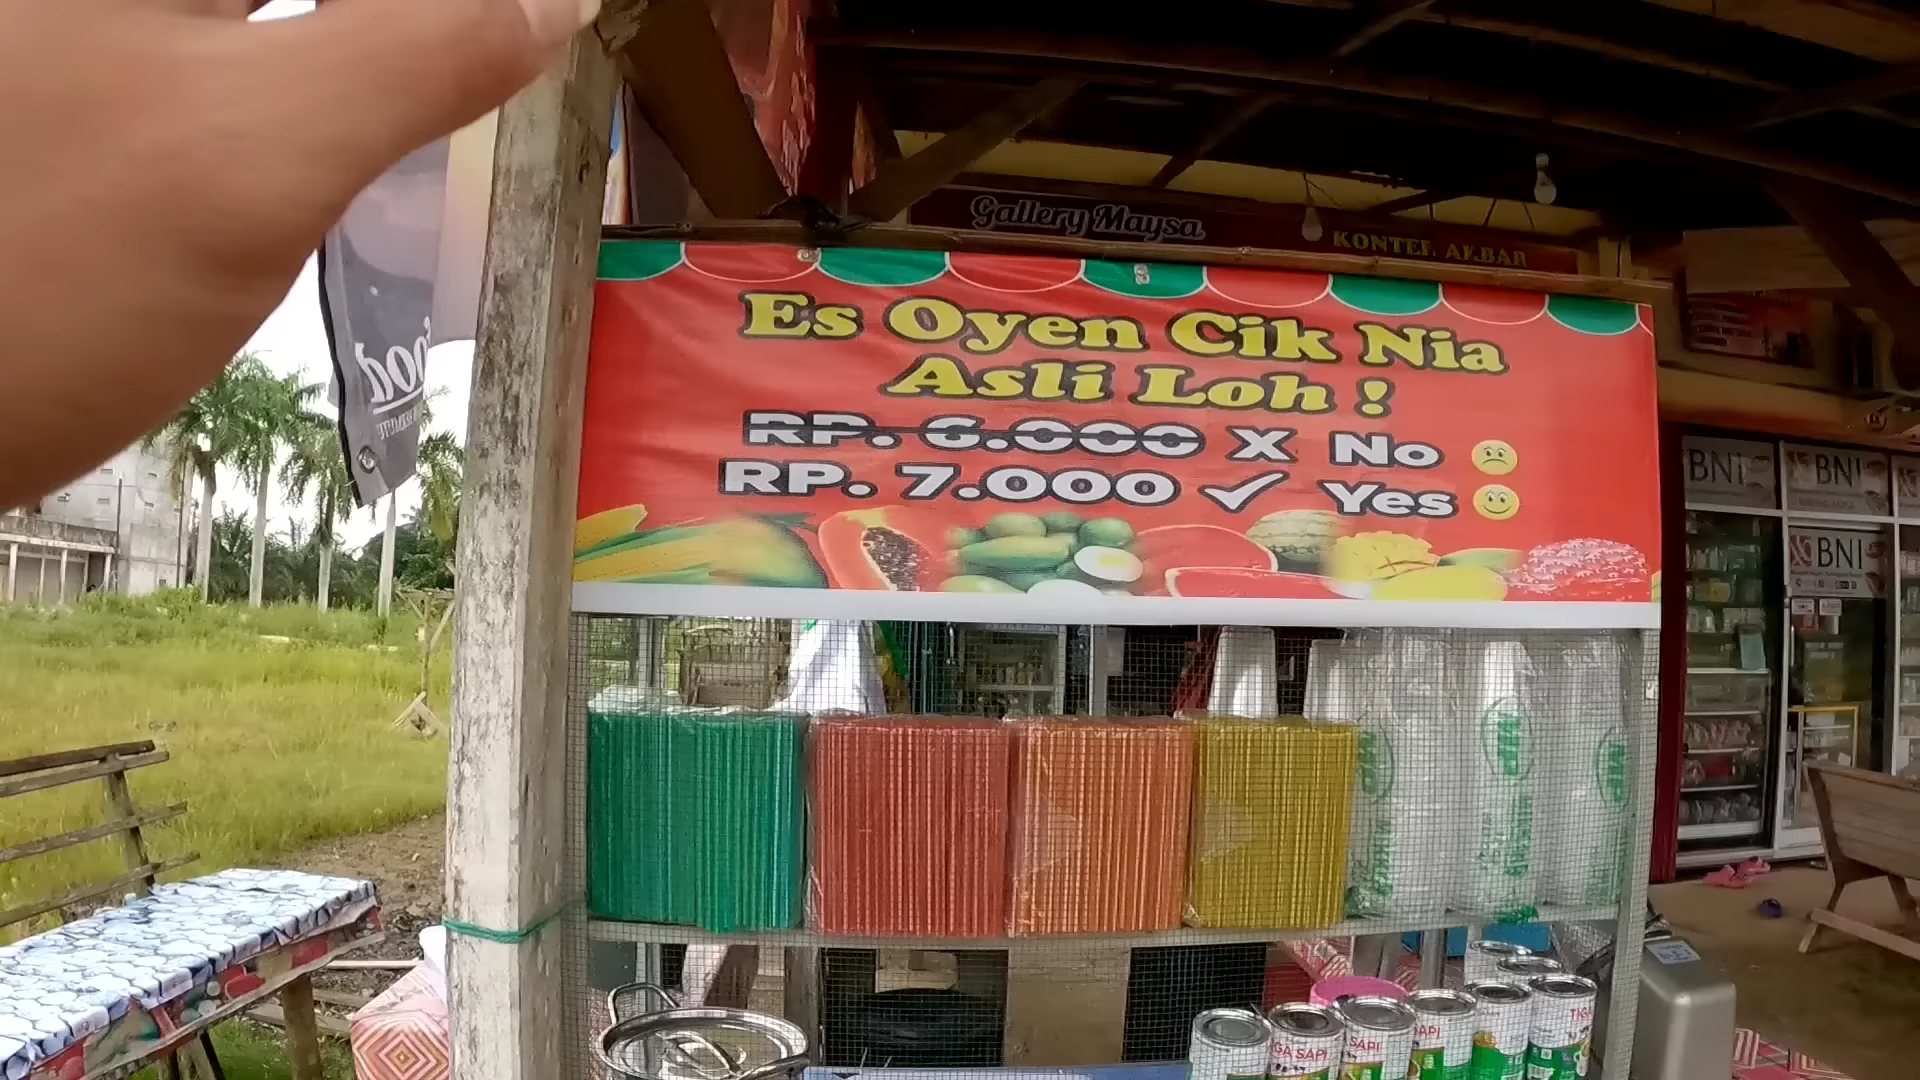 Gallery Maysa
KONTER AKBAR
Es Oyen Cik Nia
Asli Loh !
RP. 6.000 X No
RP. 7.000 ✓ Yes
BNI
BNI
BNI
SAPI
SAPI
TIGA